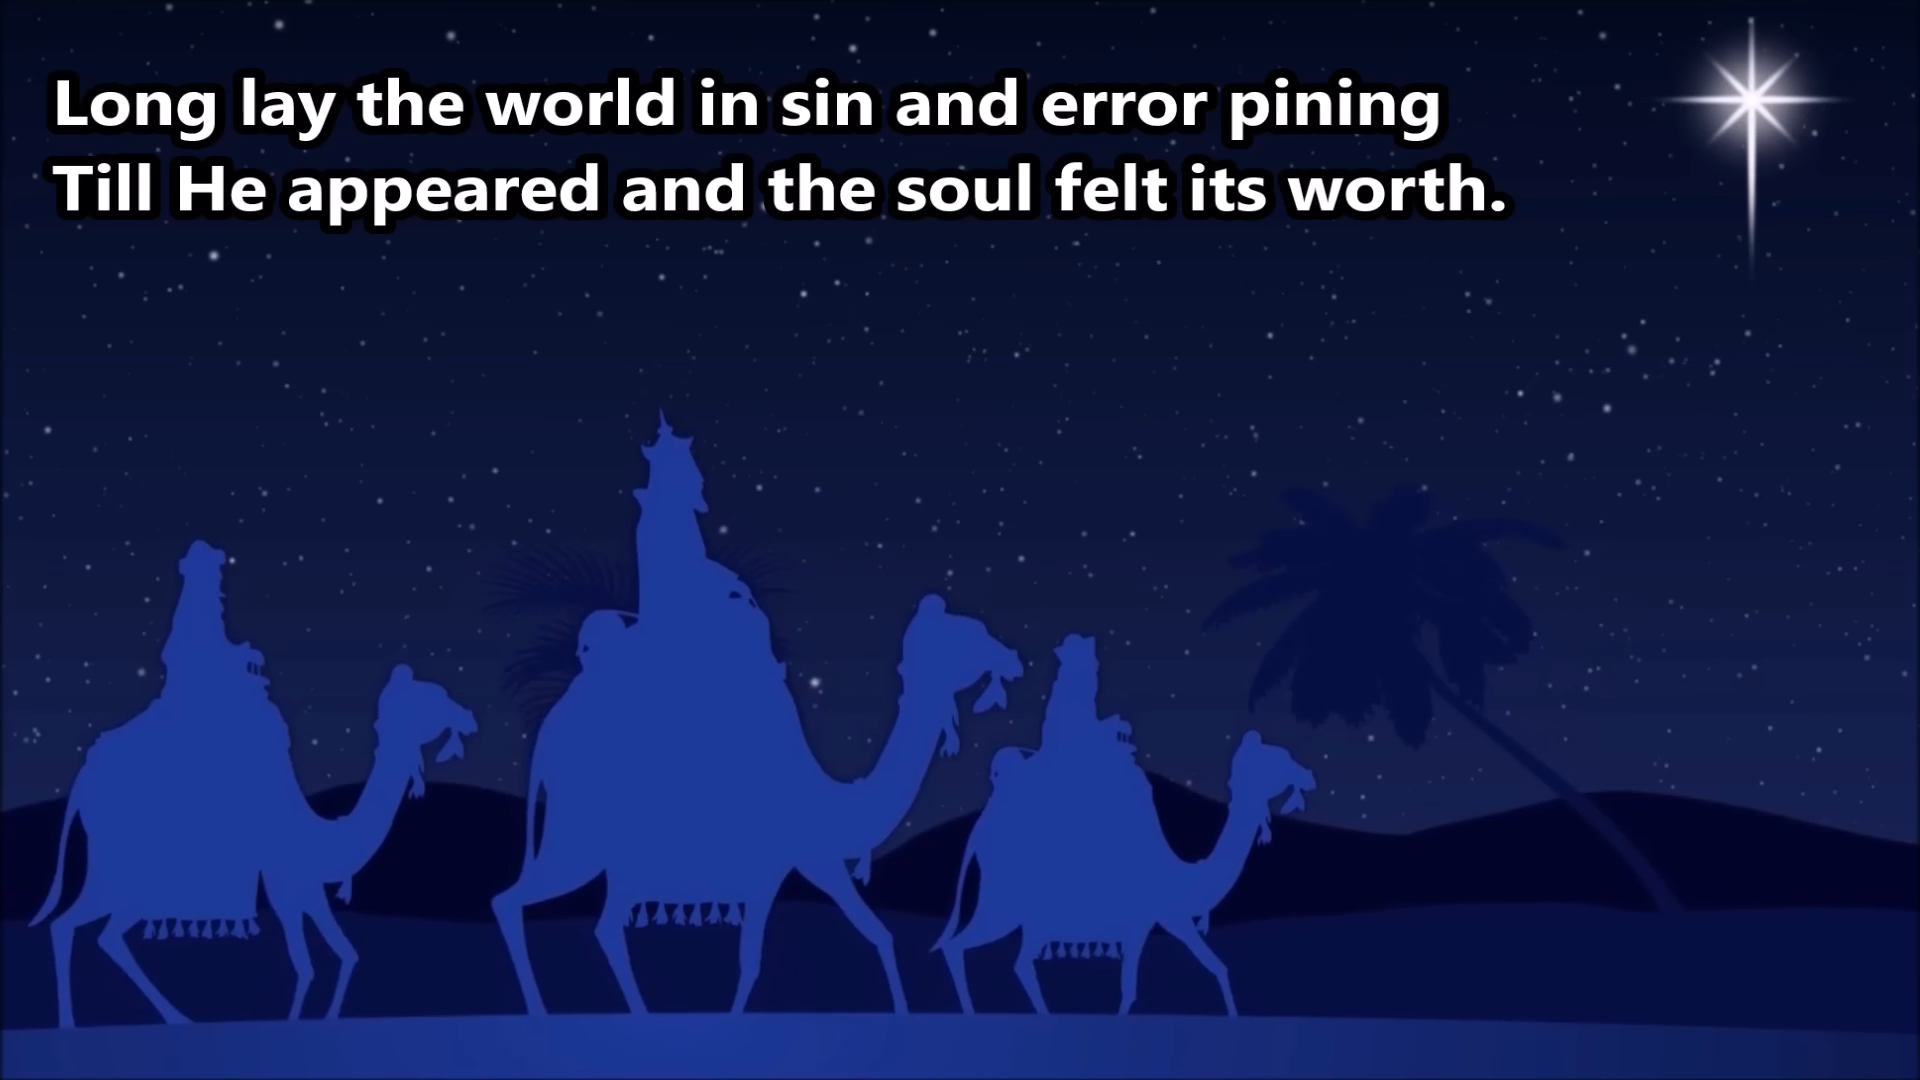 Long lay the world in sin and error pining
Till He appeared and the soul felt its worth.